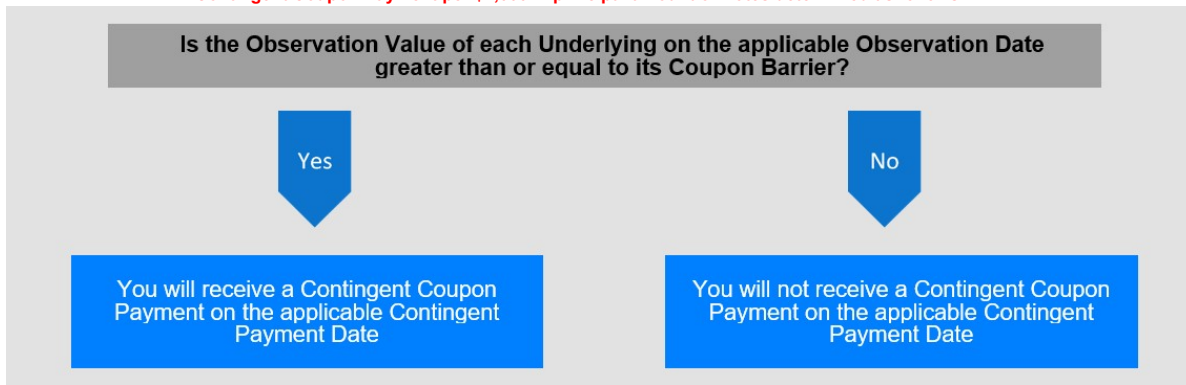 Is the Observation Value of each Underlying on the applicable Observation Date
greater than or equal to its Coupon Barrier?
Yes
No
You will receive a Contingent Coupon
Payment on the applicable Contingent
Payment Date
You will not receive a Contingent Coupon
Payment on the applicable Contingent
Payment Date